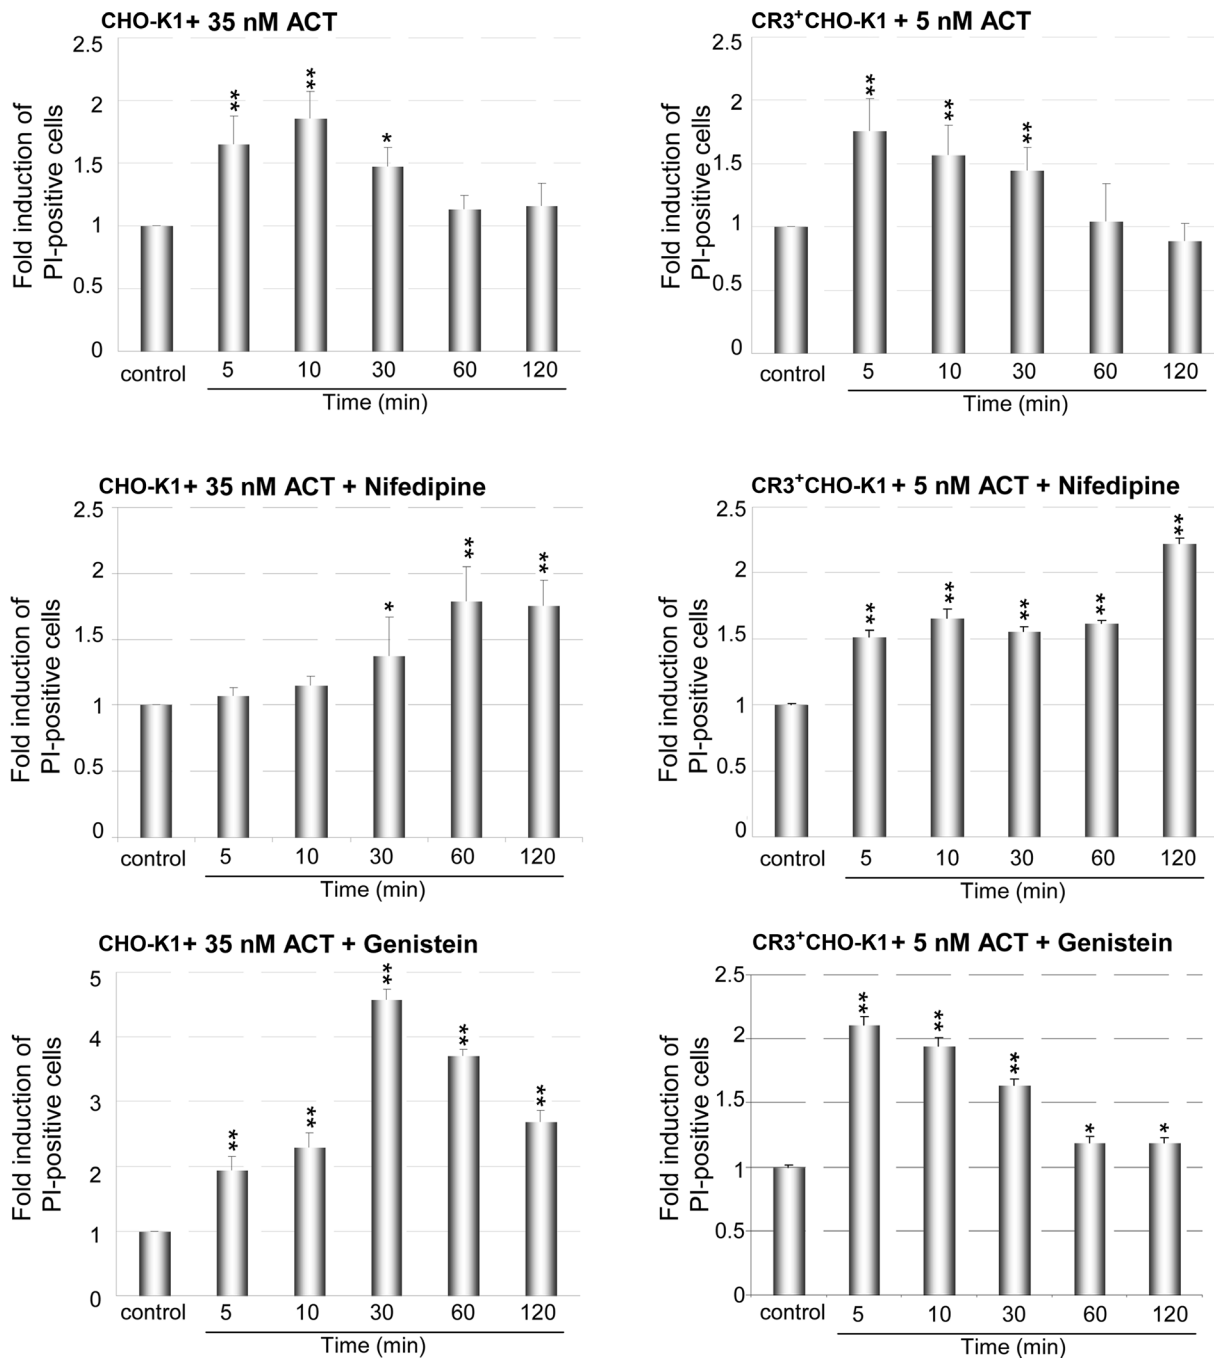 CHO-K1 + 35 nM ACT
Fold induction of
PI-positive cells
2.5
2
1.5
1
0.5
0
** ** *
control 5 10 30 60 120
Time (min)
CR3+CHO-K1 + 5 nM ACT
Fold induction of
PI-positive cells
2.5
2
1.5
1
0.5
0
** ** **
control 5 10 30 60 120
Time (min)
CHO-K1 + 35 nM ACT + Nifedipine
Fold induction of
PI-positive cells
2.5
2
1.5
1
0.5
0
* ** **
control 5 10 30 60 120
Time (min)
CR3+CHO-K1 + 5 nM ACT + Nifedipine
Fold induction of
PI-positive cells
2.5
2
1.5
1
0.5
0
** ** ** ** **
control 5 10 30 60 120
Time (min)
CHO-K1 + 35 nM ACT + Genistein
Fold induction of
PI-positive cells
5
4
3
2
1
0
** ** ** ** **
control 5 10 30 60 120
Time (min)
CR3+CHO-K1 + 5 nM ACT + Genistein
Fold induction of
PI-positive cells
2.5
2
1.5
1
0.5
0
** ** ** * *
control 5 10 30 60 120
Time (min)